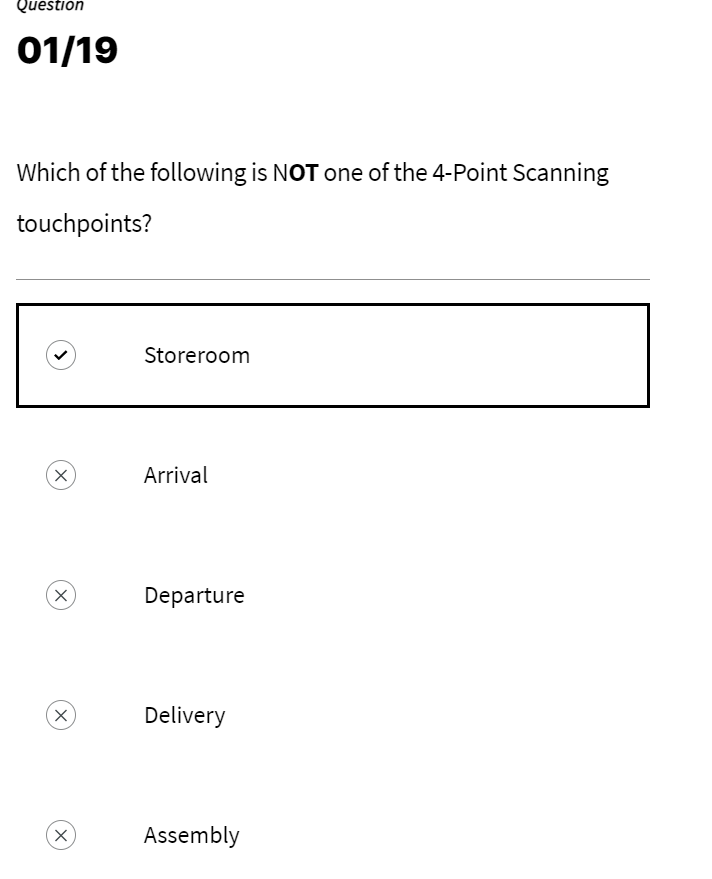 Question
01/19
Which of the following is NOT one of the 4-Point Scanning
touchpoints?
Storeroom
Arrival
Departure
Delivery
Assembly